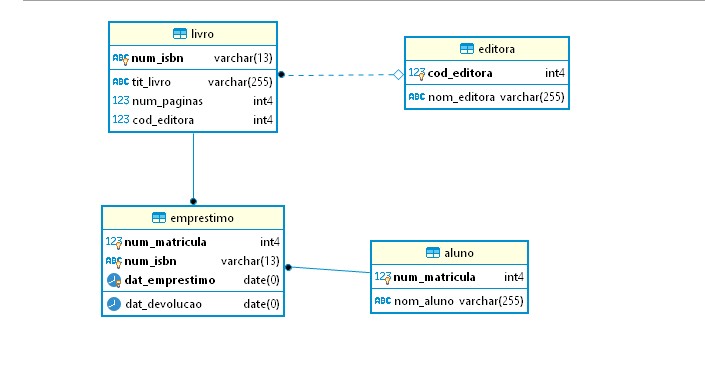 livro
ABC num_isbn varchar(13)
ABC tit_livro varchar(255)
123 num_paginas int4
123 cod_editora int4
editora
123 cod_editora int4
ABC nom_editora varchar(255)
emprestimo
123 num_matricula int4
ABC num_isbn varchar(13)
dat_emprestimo date(0)
dat_devolucao date(0)
aluno
123 num_matricula int4
ABC nom_aluno varchar(255)